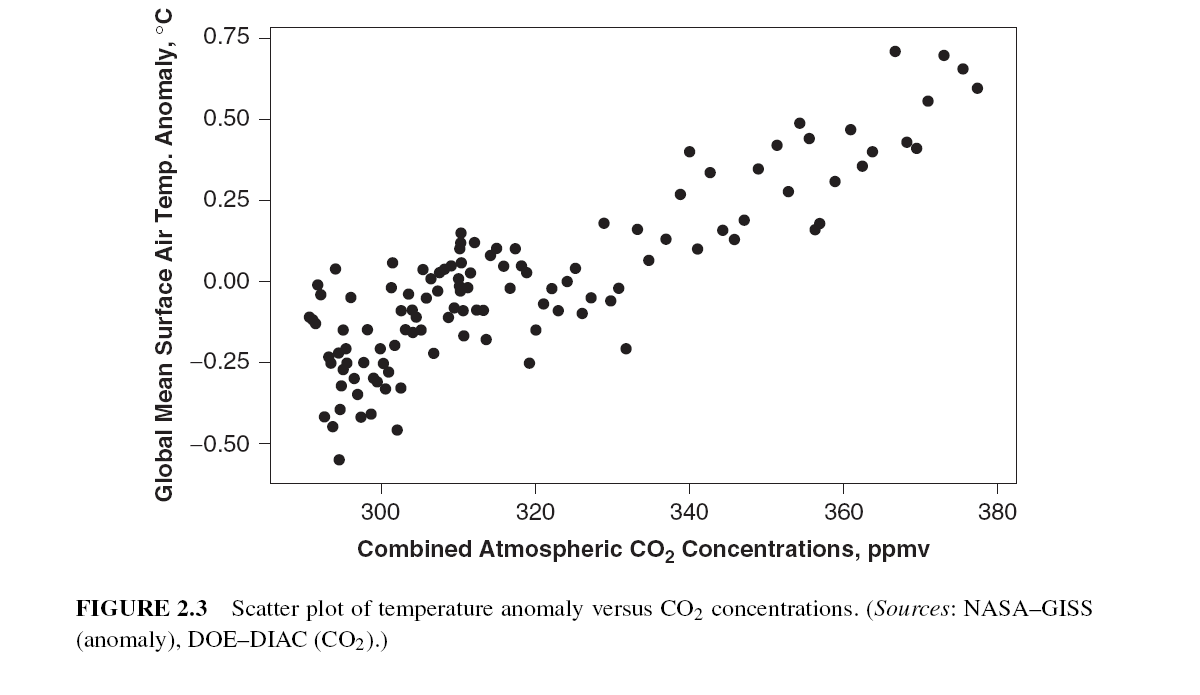 Global Mean Surface Air Temp. Anomaly, °C
0.75
0.50
0.25
0.00
−0.25
−0.50
300 320 340 360 380
Combined Atmospheric CO₂ Concentrations, ppmv
FIGURE 2.3 Scatter plot of temperature anomaly versus CO₂ concentrations. (Sources: NASA–GISS
(anomaly), DOE–DIAC (CO₂).)